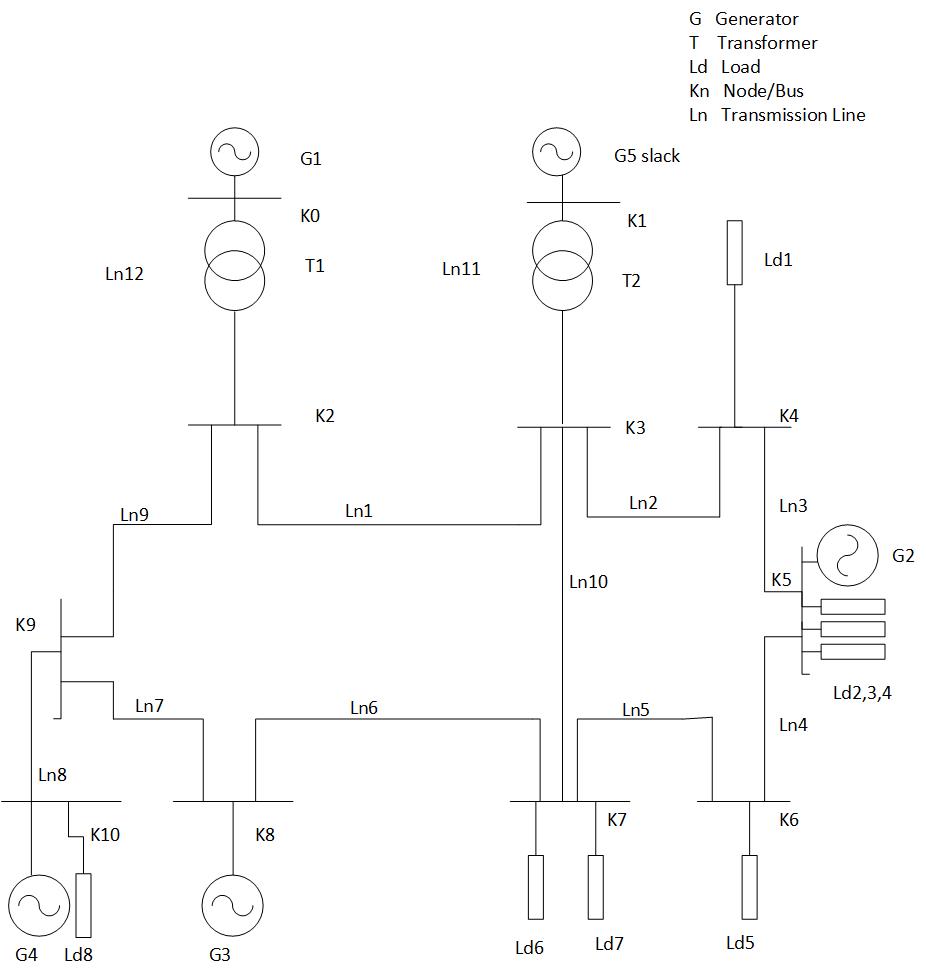 G Generator
T Transformer
Ld Load
Kn Node/Bus
Ln Transmission Line
G1
G5 slack
K0
K1
Ln12
T1
Ln11
T2
Ld1
K2
K3
K4
Ln9
Ln1
Ln2
Ln3
G2
Ln10
K5
K9
Ld2,3,4
Ln7
Ln6
Ln5
Ln4
Ln8
K10
K8
K7
K6
G4
Ld8
G3
Ld6
Ld7
Ld5